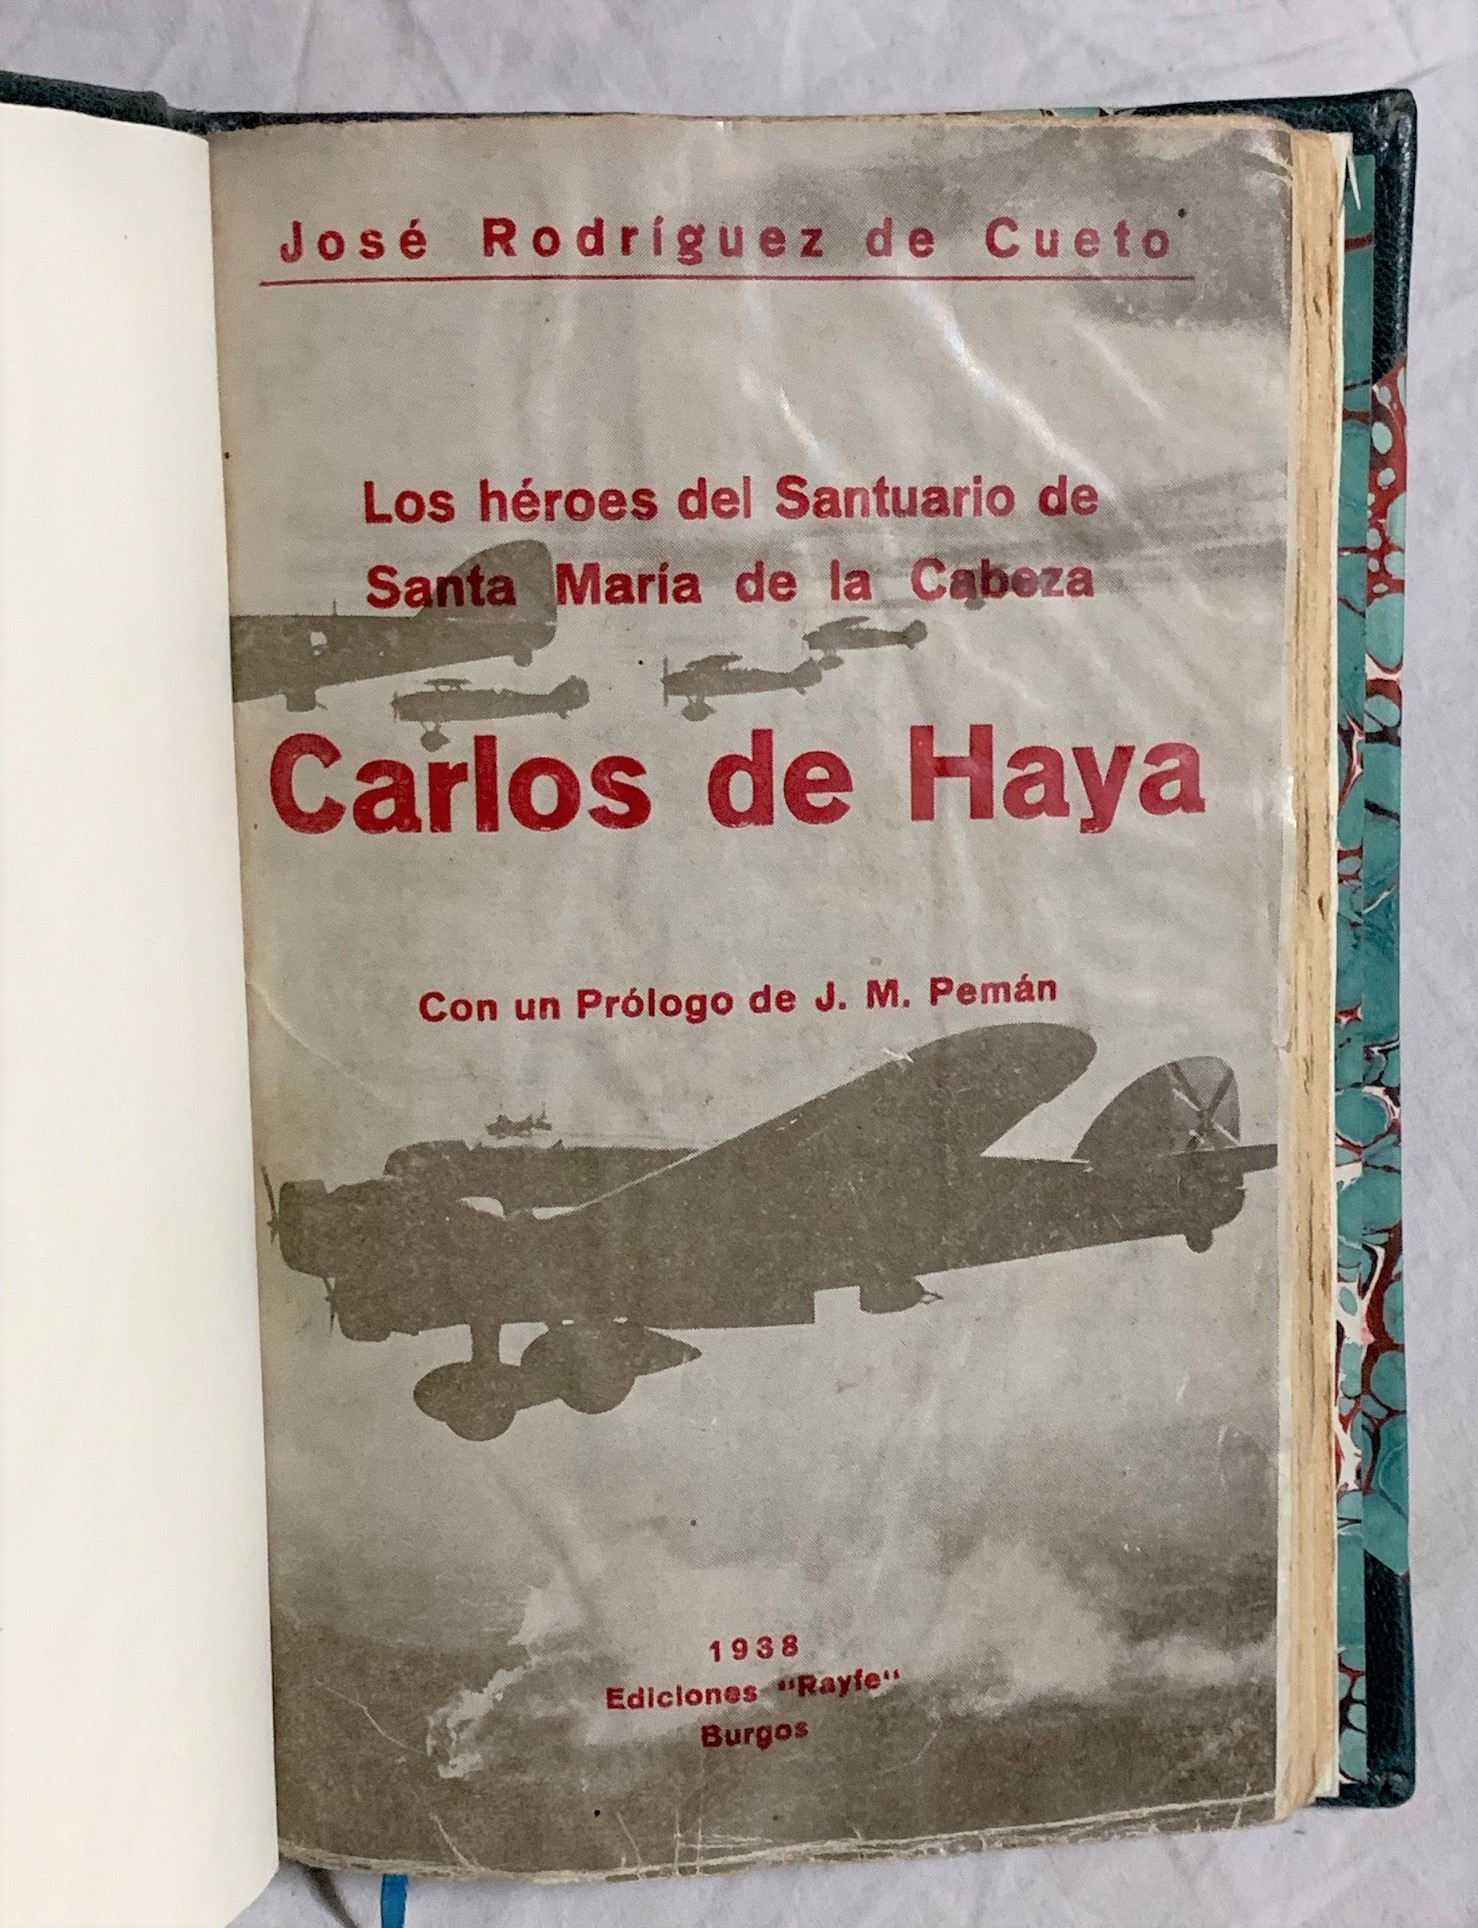 José Rodríguez de Cueto
Los héroes del Santuario de
Santa María de la Cabeza
Carlos de Haya
Con un Prólogo de J. M. Pemán
1938
Ediciones “Rayfe“
Burgos